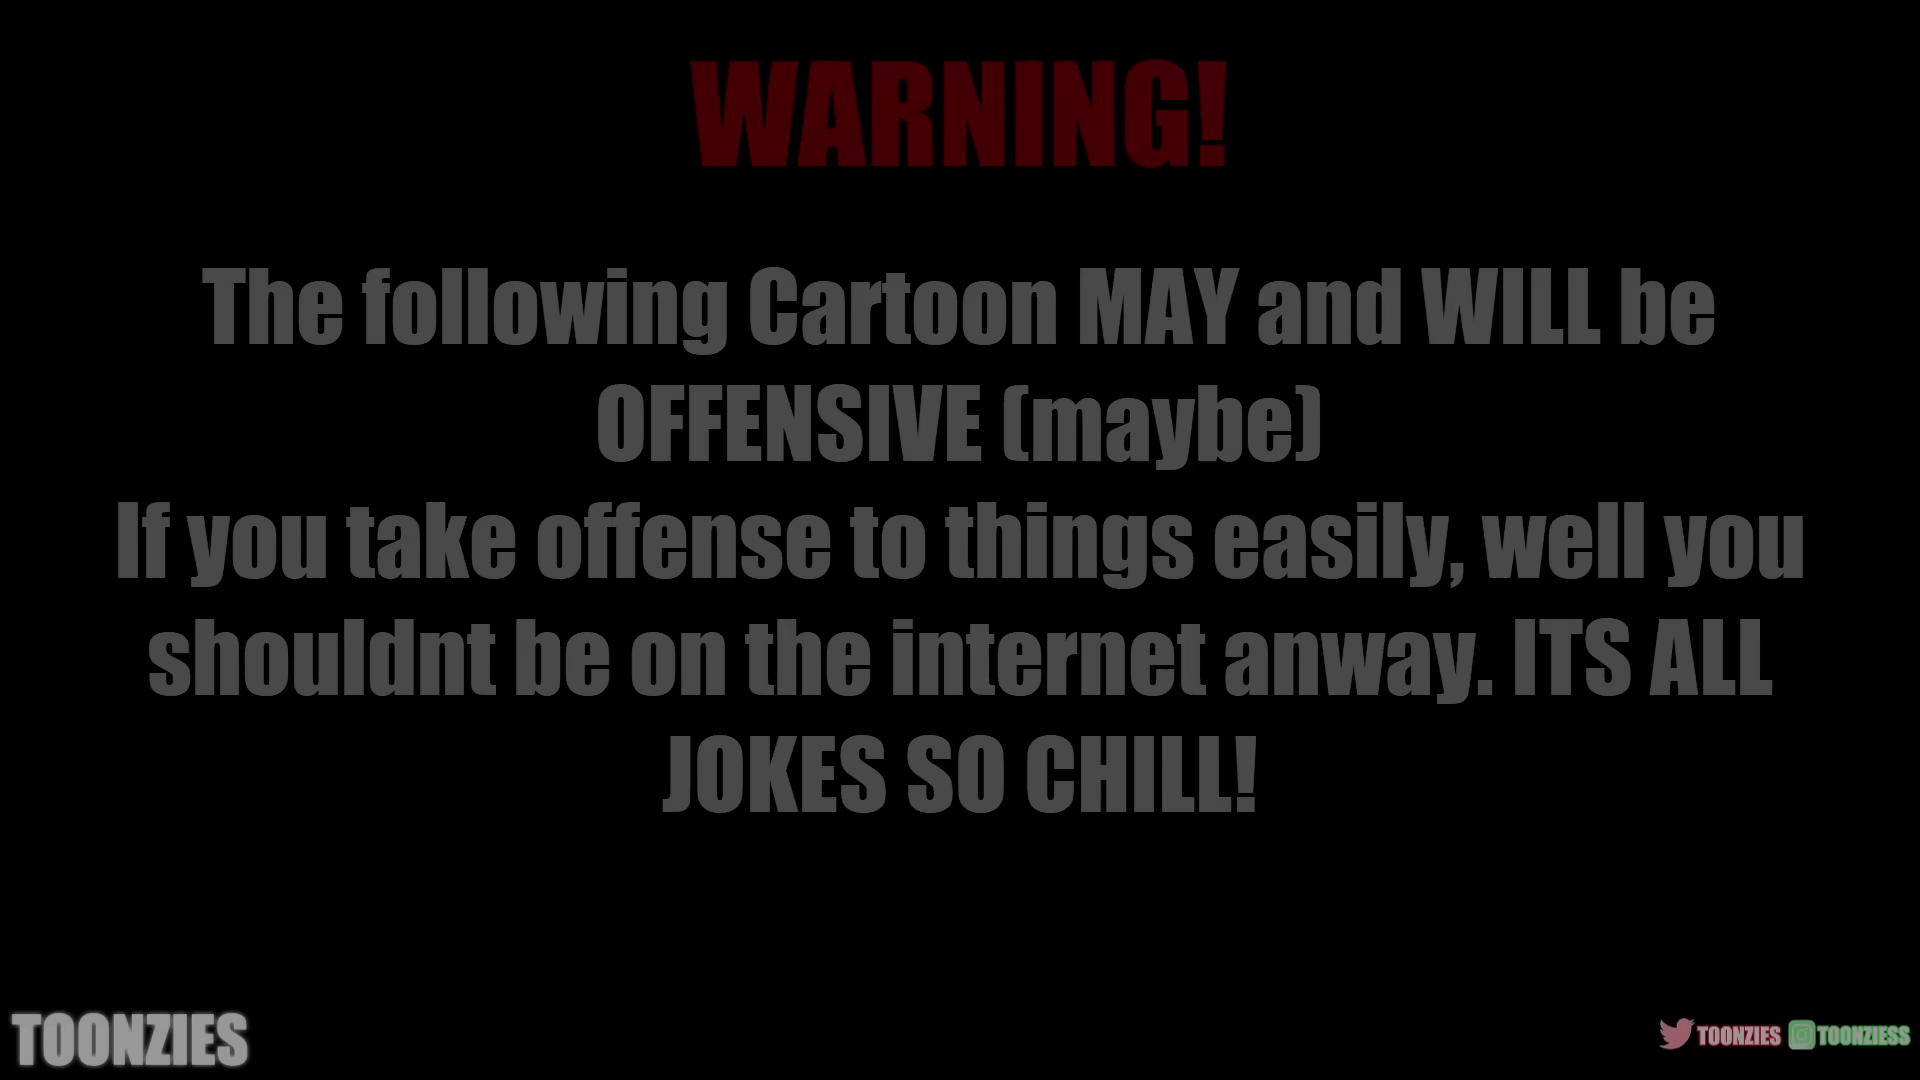 WARNING!
The following Cartoon MAY and WILL be
OFFENSIVE (maybe)
If you take offense to things easily, well you
shouldnt be on the internet anway. ITS ALL
JOKES SO CHILL!
TOONZIES
TOONZIES TOONZIESS